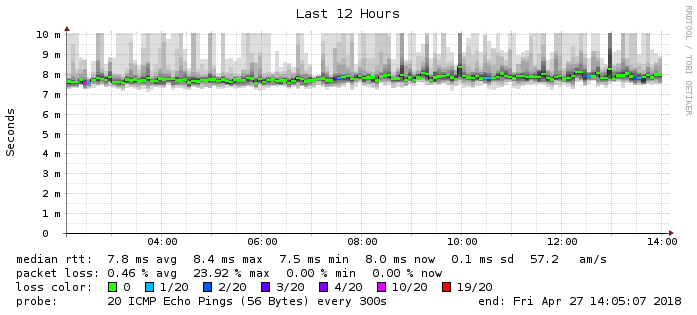 Last 12 Hours
RRDTOOL / TOBI OETIKER
Seconds
10 m
9 m
8 m
7 m
6 m
5 m
4 m
3 m
2 m
1 m
0
04:00 06:00 08:00 10:00 12:00 14:00
median rtt: 7.8 ms avg 8.4 ms max 7.5 ms min 8.0 ms now 0.1 ms sd 57.2 am/s
packet loss: 0.46 % avg 23.92 % max 0.00 % min 0.00 % now
loss color: 0 1/20 2/20 3/20 4/20 10/20 19/20
probe: 20 ICMP Echo Pings (56 Bytes) every 300s end: Fri Apr 27 14:05:07 2018